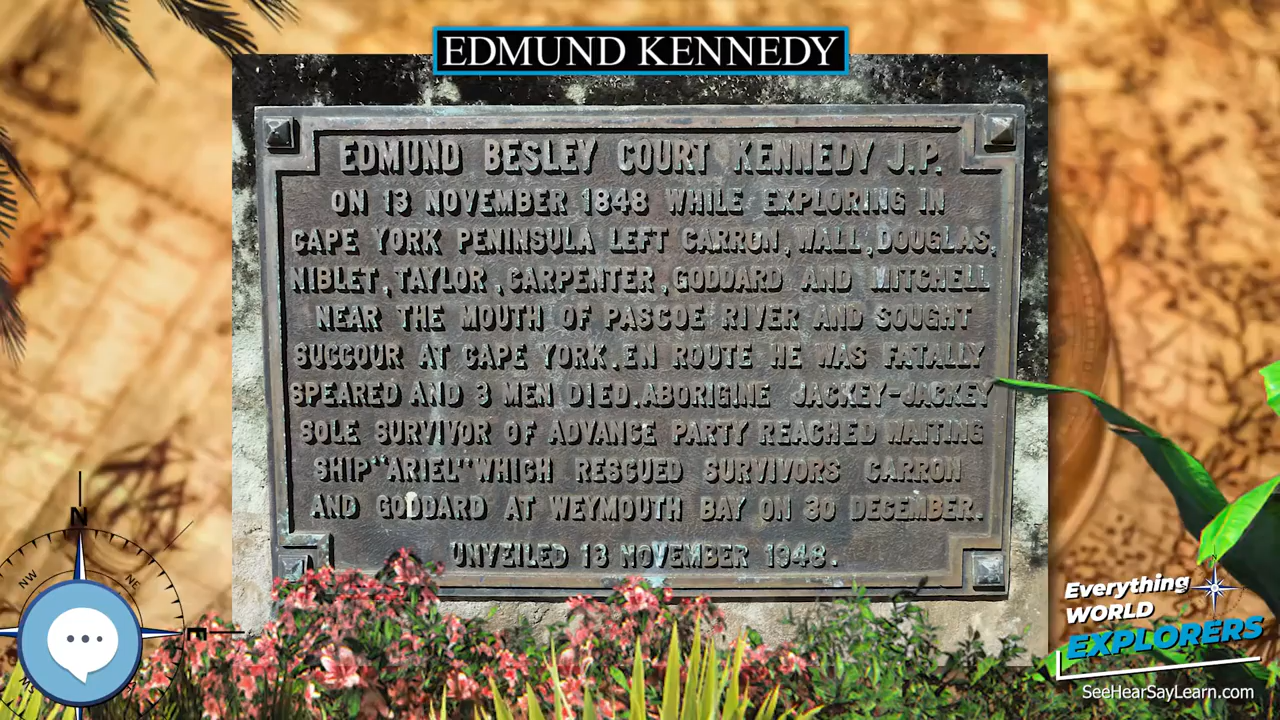 EDMUND KENNEDY
EDMUND BESLEY COURT KENNEDY J.P.
ON 13 NOVEMBER 1848 WHILE EXPLORING IN
CAPE YORK PENINSULA LEFT CARRON, WALL, DOUGLAS,
NIBLET, TAYLOR, CARPENTER, GODDARD AND MITCHELL
NEAR THE MOUTH OF PASCOE RIVER AND SOUGHT
SUCCOUR AT CAPE YORK. EN ROUTE HE WAS FATALLY
SPEARED AND 3 MEN DIED. ABORIGINE JACKEY-JACKEY
SOLE SURVIVOR OF ADVANCE PARTY REACHED WAITING
SHIP "ARIEL" WHICH RESCUED SURVIVORS CARRON
AND GODDARD AT WEYMOUTH BAY ON 30 DECEMBER.
UNVEILED 13 NOVEMBER 1948.
N
NW
NE
E
Everything
WORLD
EXPLORERS
SeeHearSayLearn.com